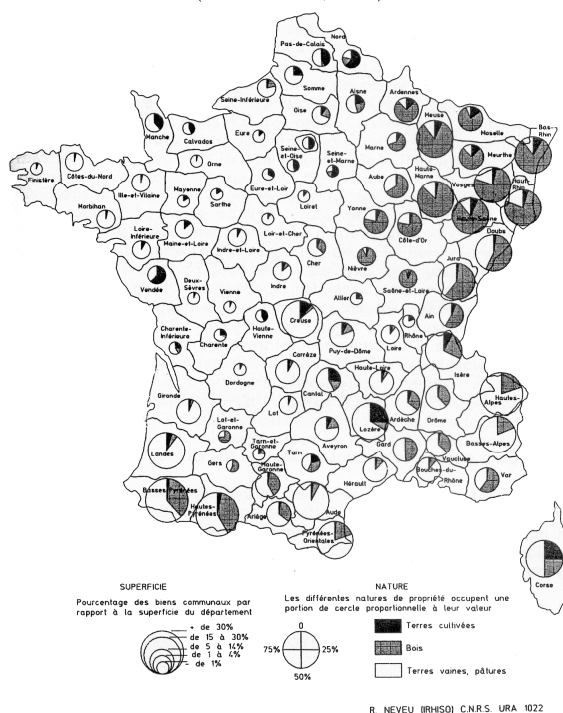 Nord
Pas-de-Calais
Somme
Seine-Inférieure
Aisne
Ardennes
Oise
Meuse
Moselle
Bas-Rhin
Manche
Calvados
Eure
Seine-et-Oise
Seine-et-Marne
Marne
Meurthe
Finistère
Côtes-du-Nord
Orne
Haute-Marne
Vosges
Haut-Rhin
Ille-et-Vilaine
Mayenne
Sarthe
Eure-et-Loir
Aube
Morbihan
Loiret
Yonne
Haute-Saône
Loire-Inférieure
Maine-et-Loire
Indre-et-Loire
Loir-et-Cher
Côte-d'Or
Doubs
Cher
Nièvre
Jura
Vendée
Deux-Sèvres
Vienne
Indre
Allier
Saône-et-Loire
Ain
Charente-Inférieure
Charente
Haute-Vienne
Creuse
Puy-de-Dôme
Loire
Rhône
Isère
Corrèze
Haute-Loire
Dordogne
Cantal
Hautes-Alpes
Gironde
Lot
Ardèche
Drôme
Lozère
Lot-et-Garonne
Tarn-et-Garonne
Aveyron
Gard
Vaucluse
Basses-Alpes
Landes
Gers
Haute-Garonne
Tarn
Hérault
Bouches-du-Rhône
Var
Basses-Pyrénées
Hautes-Pyrénées
Ariège
Aude
Pyrénées-Orientales
Corse
SUPERFICIE
Pourcentage des biens communaux par
rapport à la superficie du département
+ de 30%
de 15 à 30%
de 5 à 14%
de 1 à 4%
- de 1%
NATURE
Les différentes natures de propriété occupent une
portion de cercle proportionnelle à leur valeur
0
75%
25%
50%
Terres cultivées
Bois
Terres vaines, pâtures
R. NEVEU (IRHISO) C.N.R.S. URA 1022